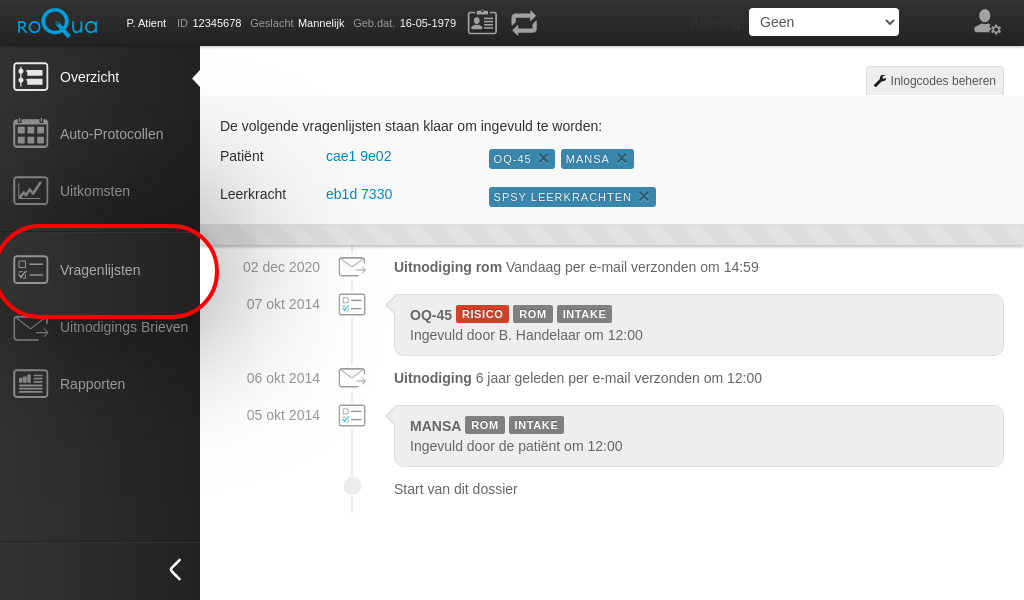 roQua
P. Atient ID 12345678 Geslacht Mannelijk Geb.dat. 16-05-1979
Afdeling
Geen
Overzicht
Auto-Protocollen
Uitkomsten
Vragenlijsten
Uitnodigings Brieven
Rapporten
Inlogcodes beheren
De volgende vragenlijsten staan klaar om ingevuld te worden:
Patiënt cae1 9e02 OQ-45 MANSA
Leerkracht eb1d 7330 SPSY LEERKRACHTEN
02 dec 2020 Uitnodiging rom Vandaag per e-mail verzonden om 14:59
07 okt 2014 OQ-45 RISICO ROM INTAKE
Ingevuld door B. Handelaar om 12:00
06 okt 2014 Uitnodiging 6 jaar geleden per e-mail verzonden om 12:00
05 okt 2014 MANSA ROM INTAKE
Ingevuld door de patiënt om 12:00
Start van dit dossier